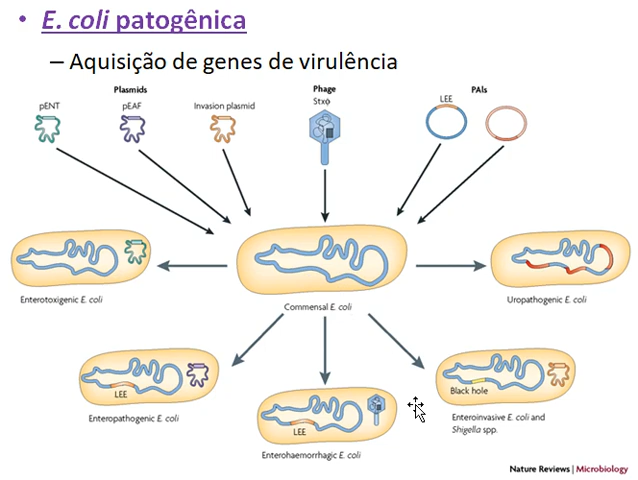 • E. coli patogênica
– Aquisição de genes de virulência
Plasmids
Phage
PAIs
pENT
pEAF
Invasion plasmid
Stxϕ
LEE
Enterotoxigenic E. coli
Commensal E. coli
Uropathogenic E. coli
LEE
Enteropathogenic E. coli
LEE
Enterohaemorrhagic E. coli
Black hole
Enteroinvasive E. coli and
Shigella spp.
Nature Reviews | Microbiology